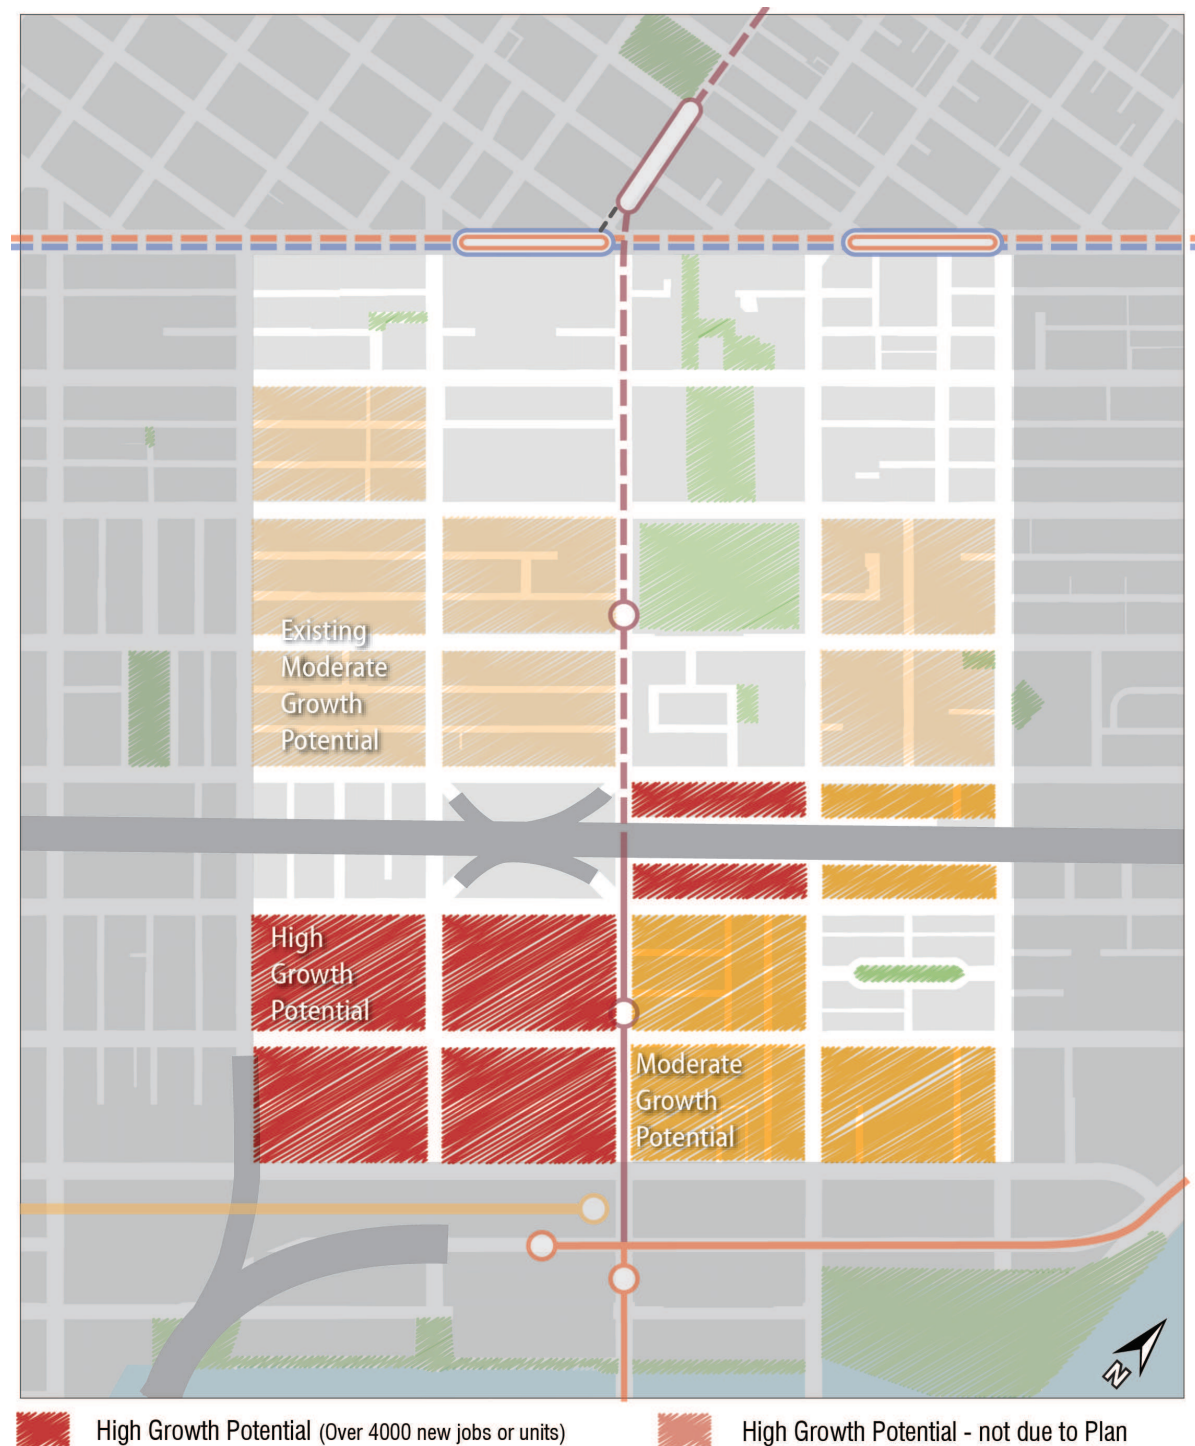 Existing
Moderate
Growth
Potential
High
Growth
Potential
Moderate
Growth
Potential
N
High Growth Potential (Over 4000 new jobs or units)
High Growth Potential - not due to Plan